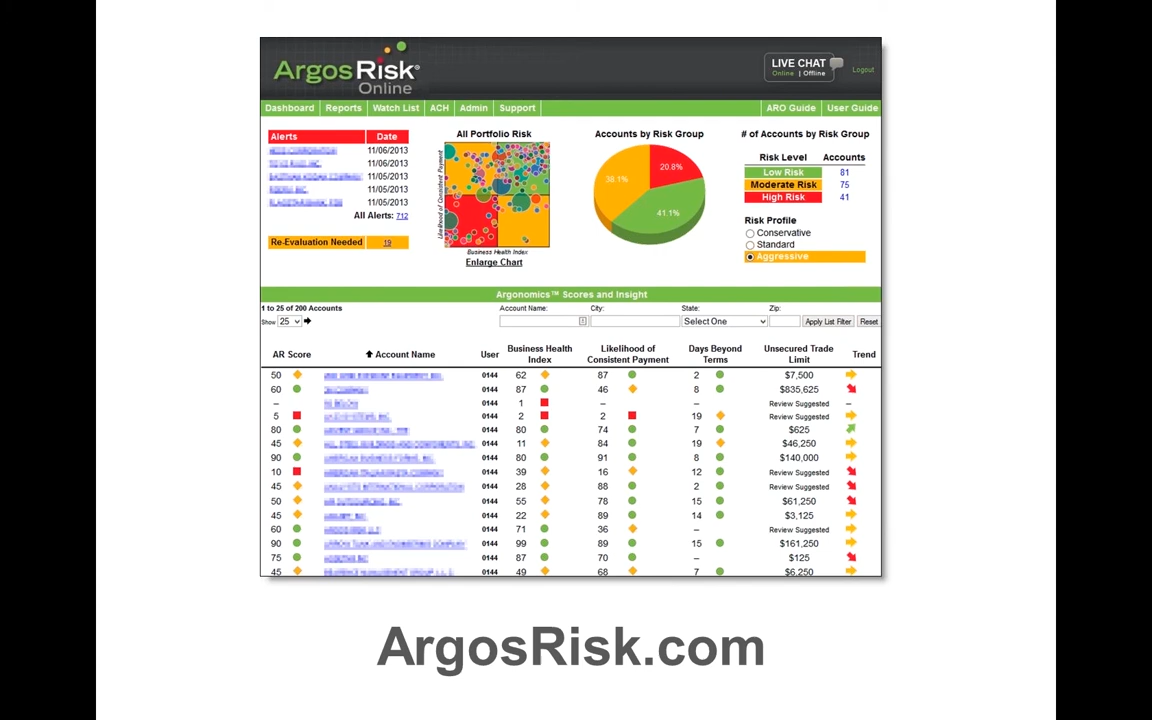 ArgosRisk®
Online
LIVE CHAT
Online | Offline
Logout
Dashboard Reports Watch List ACH Admin Support ARO Guide User Guide
Alerts Date
11/06/2013
11/06/2013
11/06/2013
11/05/2013
11/05/2013
All Alerts: 712
Re-Evaluation Needed 19
All Portfolio Risk
Likelihood of Consistent Payment
Business Health Index
Enlarge Chart
Accounts by Risk Group
20.8%
38.1%
41.1%
# of Accounts by Risk Group
Risk Level Accounts
Low Risk 81
Moderate Risk 75
High Risk 41
Risk Profile
Conservative
Standard
Aggressive
Argonomics™ Scores and Insight
1 to 25 of 200 Accounts
Show 25
Account Name: City: State: Zip:
Select One Apply List Filter Reset
AR Score Account Name User Business Health Index Likelihood of Consistent Payment Days Beyond Terms Unsecured Trade Limit Trend
50 0144 62 87 2 $7,500
60 0144 87 46 8 $835,625
– 0144 1 – – Review Suggested –
5 0144 2 2 19 Review Suggested
80 0144 80 74 7 $625
45 0144 11 84 19 $46,250
90 0144 80 91 8 $140,000
10 0144 39 16 12 Review Suggested
45 0144 28 88 2 Review Suggested
50 0144 55 78 15 $61,250
45 0144 22 89 14 $3,125
60 0144 71 36 – Review Suggested
90 0144 99 89 15 $161,250
75 0144 87 70 – $125
45 0144 49 68 7 $6,250
ArgosRisk.com